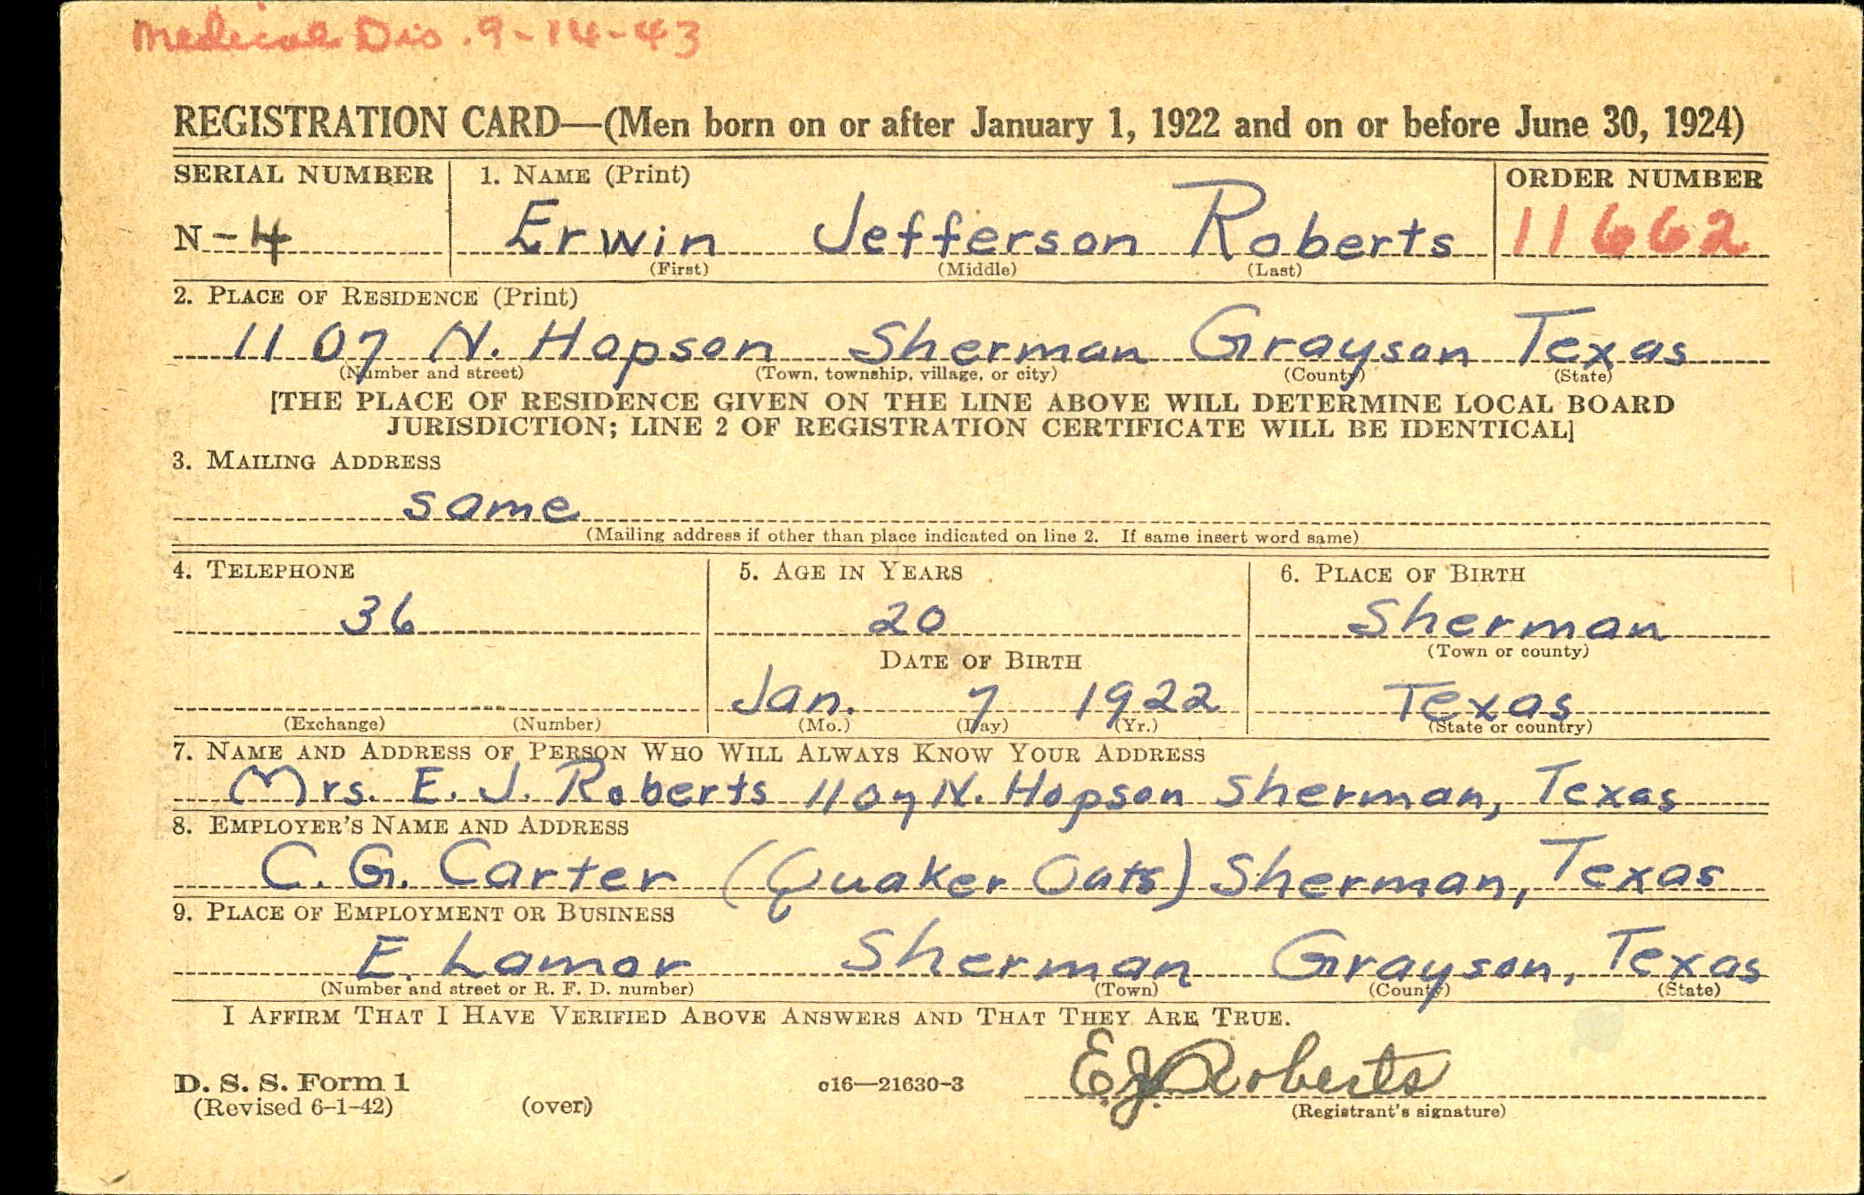 Medical Dis. 9-14-43
REGISTRATION CARD—(Men born on or after January 1, 1922 and on or before June 30, 1924)
SERIAL NUMBER 1. NAME (Print) ORDER NUMBER
N-4 Erwin Jefferson Roberts 11662
(First) (Middle) (Last)
2. PLACE OF RESIDENCE (Print)
1107 N. Hopson Sherman Grayson Texas
(Number and street) (Town, township, village, or city) (County) (State)
[THE PLACE OF RESIDENCE GIVEN ON THE LINE ABOVE WILL DETERMINE LOCAL BOARD
JURISDICTION; LINE 2 OF REGISTRATION CERTIFICATE WILL BE IDENTICAL]
3. MAILING ADDRESS
same
(Mailing address if other than place indicated on line 2. If same insert word same)
4. TELEPHONE 5. AGE IN YEARS 6. PLACE OF BIRTH
36 20 Sherman
DATE OF BIRTH (Town or county)
Jan. 7 1922 Texas
(Exchange) (Number) (Mo.) (Day) (Yr.) (State or country)
7. NAME AND ADDRESS OF PERSON WHO WILL ALWAYS KNOW YOUR ADDRESS
Mrs. E. J. Roberts 1107 N. Hopson Sherman, Texas
8. EMPLOYER'S NAME AND ADDRESS
C. G. Carter (Quaker Oats) Sherman, Texas
9. PLACE OF EMPLOYMENT OR BUSINESS
E. Lamar Sherman Grayson, Texas
(Number and street or R. F. D. number) (Town) (County) (State)
I AFFIRM THAT I HAVE VERIFIED ABOVE ANSWERS AND THAT THEY ARE TRUE.
E.J. Roberts
D. S. S. Form 1 c16—21630-3
(Revised 6-1-42) (over) (Registrant's signature)